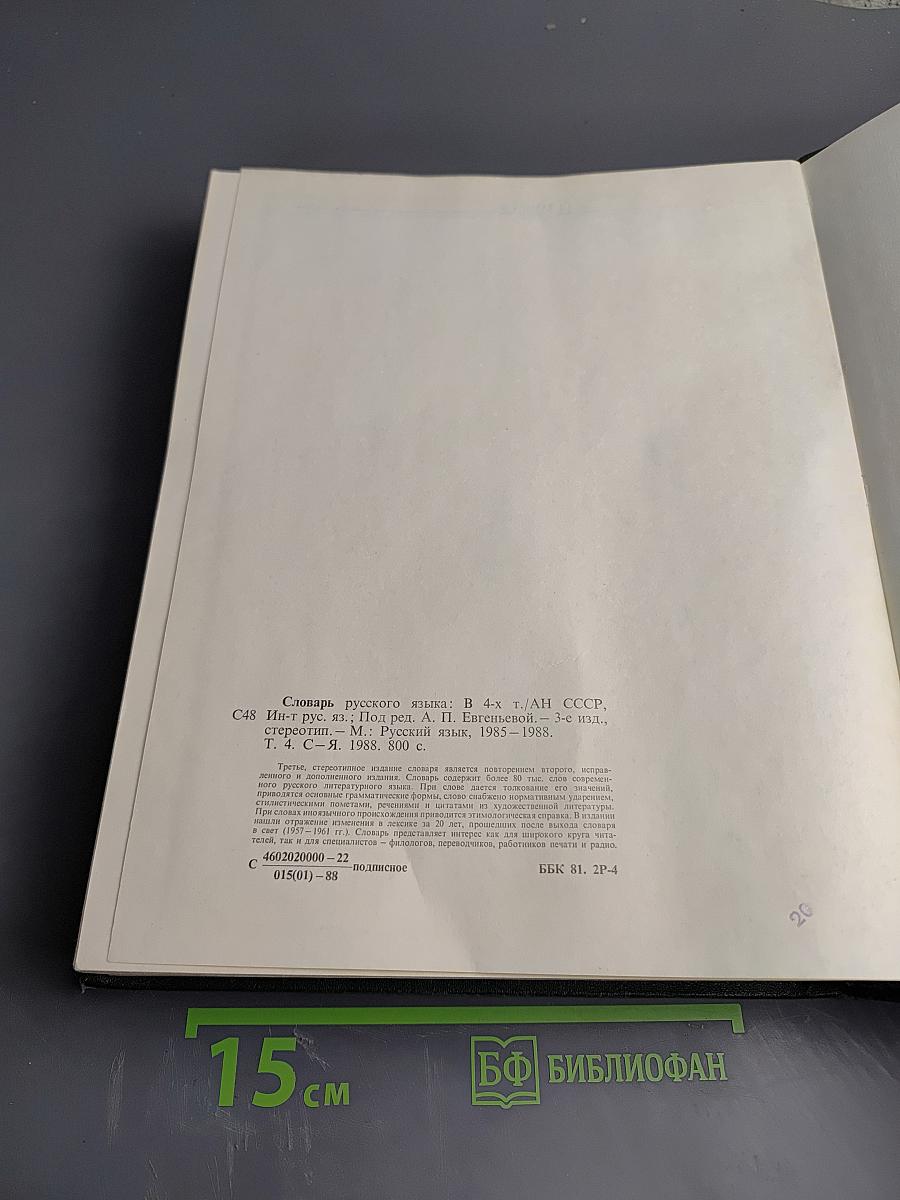 Словарь русского языка: В 4-х т./АН СССР,
С48 Ин-т рус. яз.; Под ред. А. П. Евгеньевой.— 3-е изд.,
стереотип.— М.: Русский язык, 1985—1988.
Т. 4. С—Я. 1988. 800 с.
Третье, стереотипное издание словаря является повторением второго, исправ-
ленного и дополненного издания. Словарь содержит более 80 тыс. слов современ-
ного русского литературного языка. При слове дается толкование его значений,
приводятся основные грамматические формы, слово снабжено нормативным ударением,
стилистическими пометами, речениями и цитатами из художественной литературы.
При словах иноязычного происхождения приводится этимологическая справка. В издании
нашли отражение изменения в лексике за 20 лет, прошедших после выхода словаря
в свет (1957—1961 гг.). Словарь представляет интерес как для широкого круга чита-
телей, так и для специалистов — филологов, переводчиков, работников печати и радио.
С 4602020000—22 подписное ББК 81. 2Р-4
015(01)—88
20
15 см БФ БИБЛИОФАН